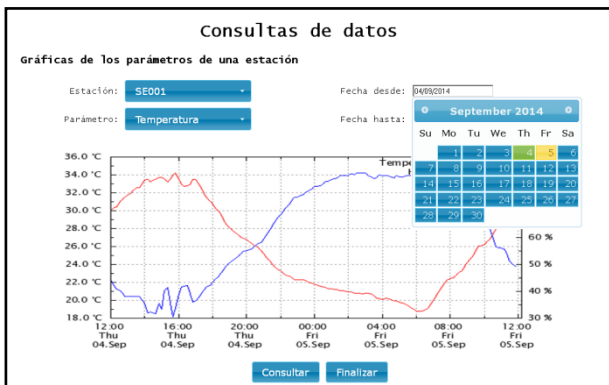 Consultas de datos
Gráficas de los parámetros de una estación
Estación: SE001 Fecha desde: 04/09/2014
Parámetro: Temperatura Fecha hasta:
September 2014
Su Mo Tu We Th Fr Sa
1 2 3 4 5 6
7 8 9 10 11 12 13
14 15 16 17 18 19 20
21 22 23 24 25 26 27
28 29 30
36.0 °C
34.0 °C
32.0 °C
30.0 °C
28.0 °C
26.0 °C 60 %
24.0 °C 50 %
22.0 °C
20.0 °C 40 %
18.0 °C 30 %
12:00 16:00 20:00 00:00 04:00 08:00 12:00
Thu Thu Thu Fri Fri Fri Fri
04.Sep 04.Sep 04.Sep 05.Sep 05.Sep 05.Sep 05.Sep
Consultar Finalizar